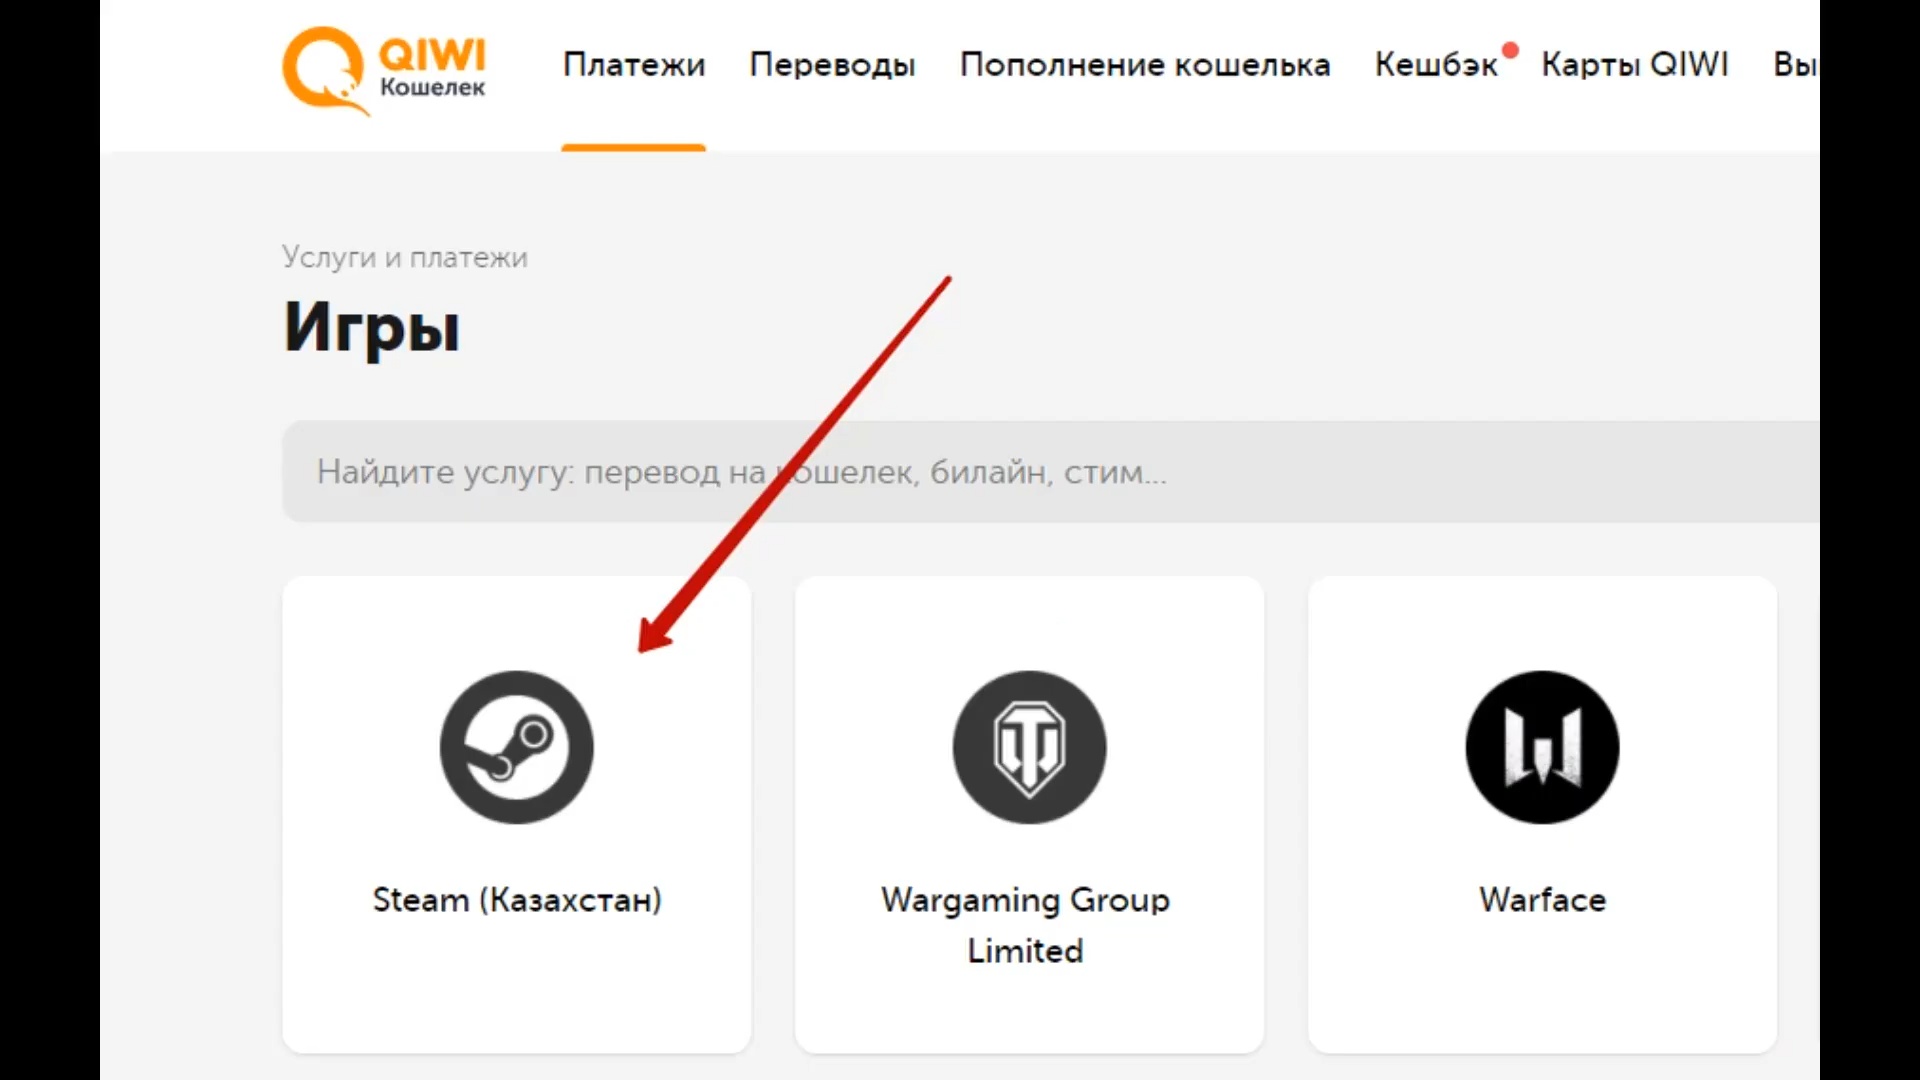 QIWI
Кошелек
Платежи Переводы Пополнение кошелька Кешбэк Карты QIWI Вы
Услуги и платежи
Игры
Найдите услугу: перевод на кошелек, билайн, стим...
Steam (Казахстан)
Wargaming Group
Limited
Warface